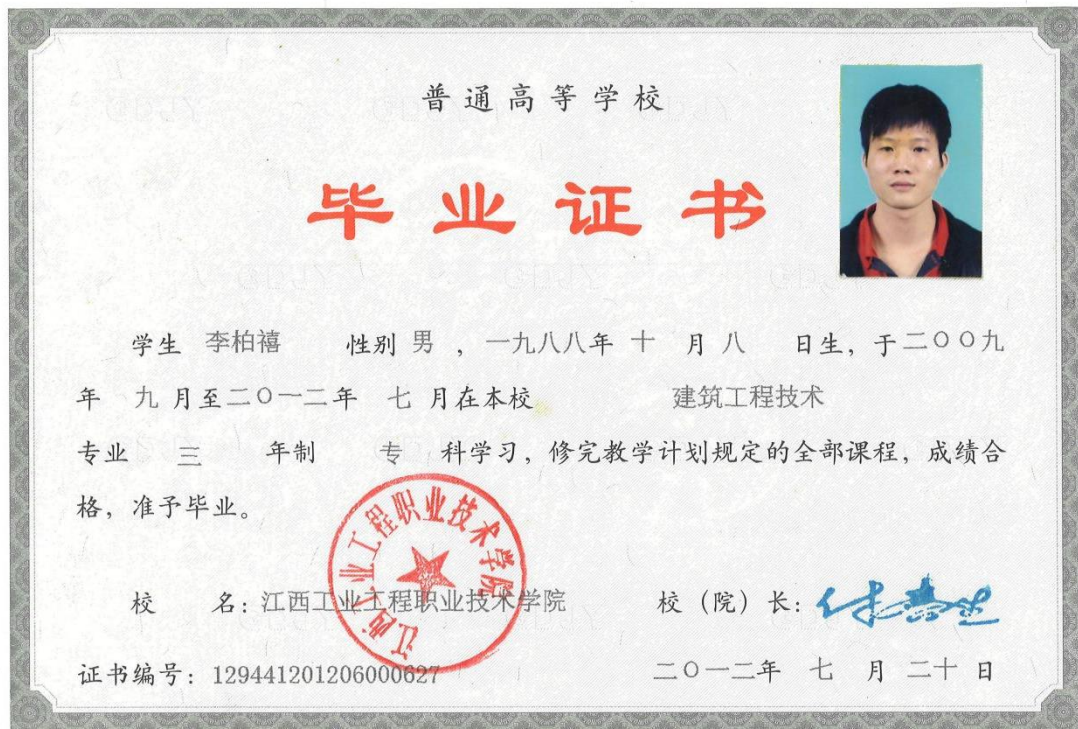 普通高等学校
毕业证书
学生 李柏禧 性别 男 ，一九八八年 十 月 八 日生，于二〇〇九
年 九 月至二〇一二年 七 月在本校 建筑工程技术
专业 三 年制 专 科学习，修完教学计划规定的全部课程，成绩合
格，准予毕业。
江西工业工程职业技术学院
校 名：江西工业工程职业技术学院 校（院）长：
证书编号：129441201206000627 二〇一二年 七 月 二十 日